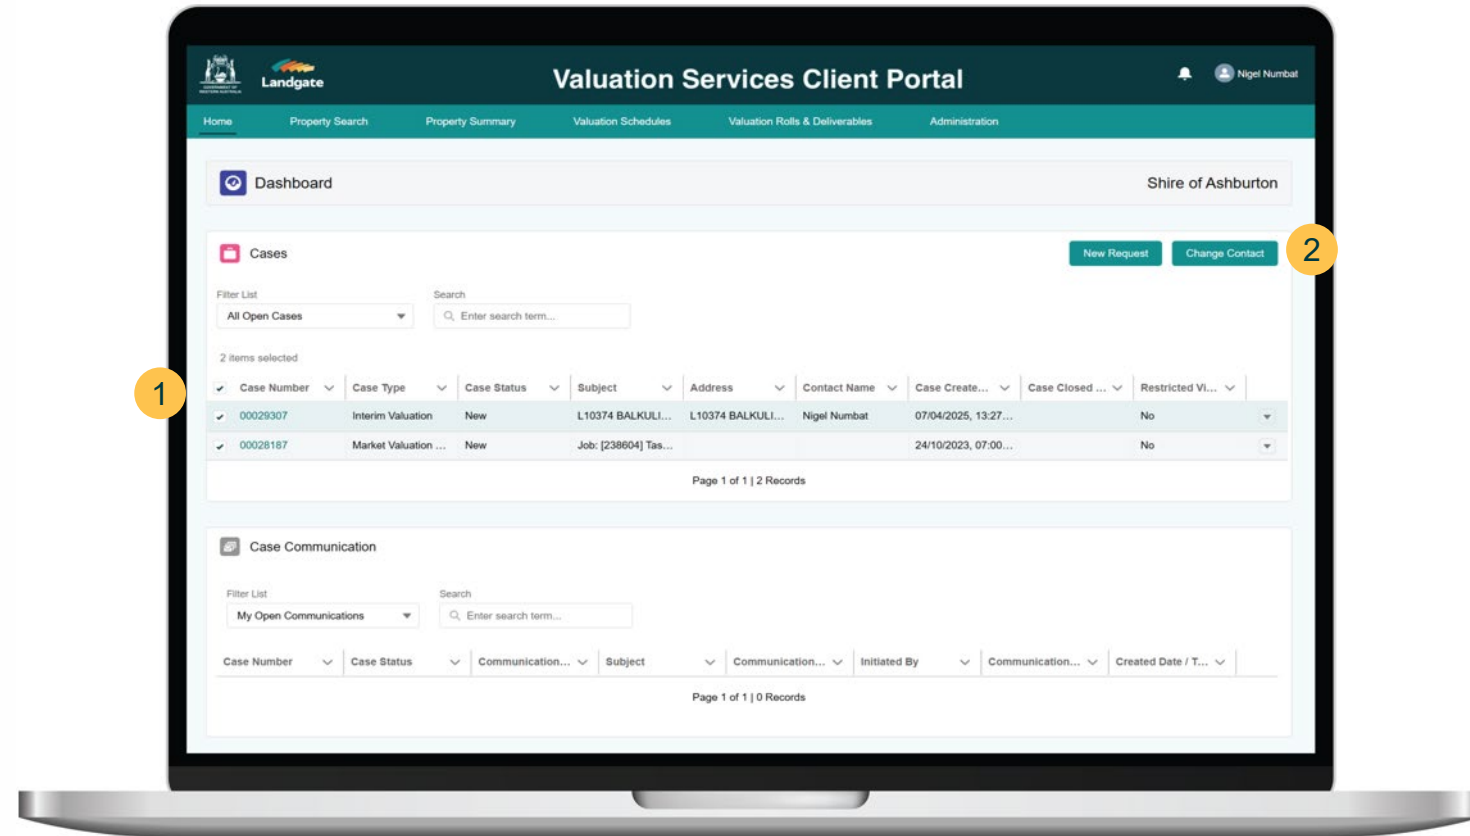 GOVERNMENT OF
WESTERN AUSTRALIA
Landgate
Valuation Services Client Portal
Nigel Numbat
Home Property Search Property Summary Valuation Schedules Valuation Rolls & Deliverables Administration
Dashboard
Shire of Ashburton
Cases
New Request Change Contact
2
Filter List Search
All Open Cases Enter search term...
2 items selected
1
Case Number Case Type Case Status Subject Address Contact Name Case Create... Case Closed ... Restricted Vi...
00029307 Interim Valuation New L10374 BALKULI... L10374 BALKULI... Nigel Numbat 07/04/2025, 13:27... No
00028187 Market Valuation ... New Job: [238604] Tas... 24/10/2023, 07:00... No
Page 1 of 1 | 2 Records
Case Communication
Filter List Search
My Open Communications Enter search term...
Case Number Case Status Communication... Subject Communication... Initiated By Communication... Created Date / T...
Page 1 of 1 | 0 Records